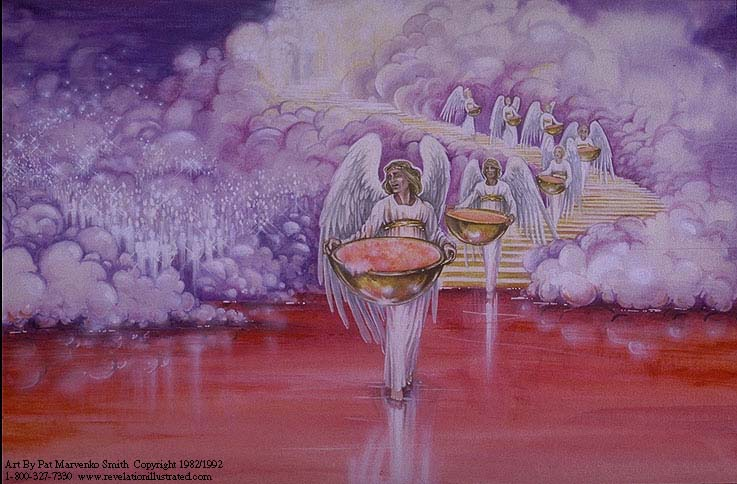 Art By Pat Marvenko Smith  Copyright 1982/1992
1-800-327-7330   www.revelationillustrated.com